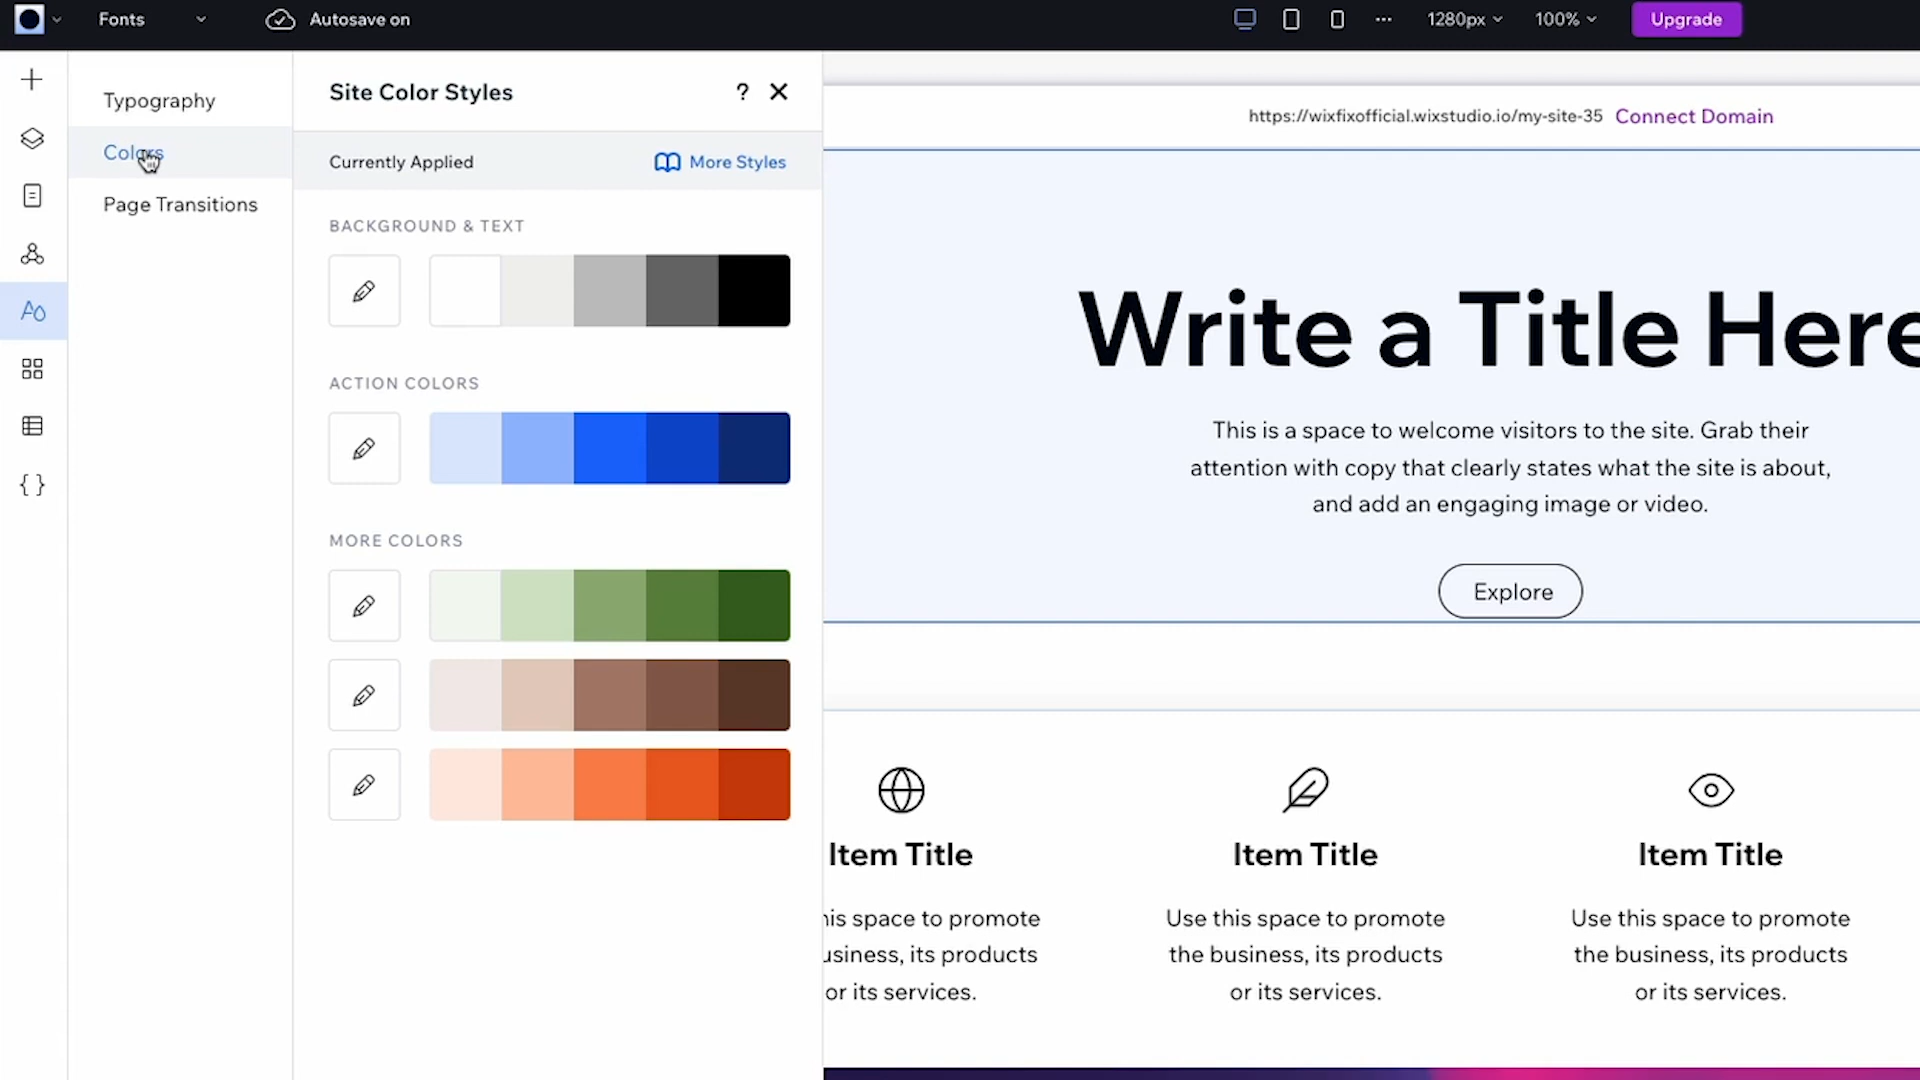 Fonts
Autosave on
1280px
100%
Upgrade
Typography
Colors
Page Transitions
Site Color Styles
?
Currently Applied
More Styles
BACKGROUND & TEXT
ACTION COLORS
MORE COLORS
https://wixfixofficial.wixstudio.io/my-site-35 Connect Domain
Write a Title Here
This is a space to welcome visitors to the site. Grab their
attention with copy that clearly states what the site is about,
and add an engaging image or video.
Explore
Item Title
his space to promote
usiness, its products
or its services.
Item Title
Use this space to promote
the business, its products
or its services.
Item Title
Use this space to promote
the business, its products
or its services.